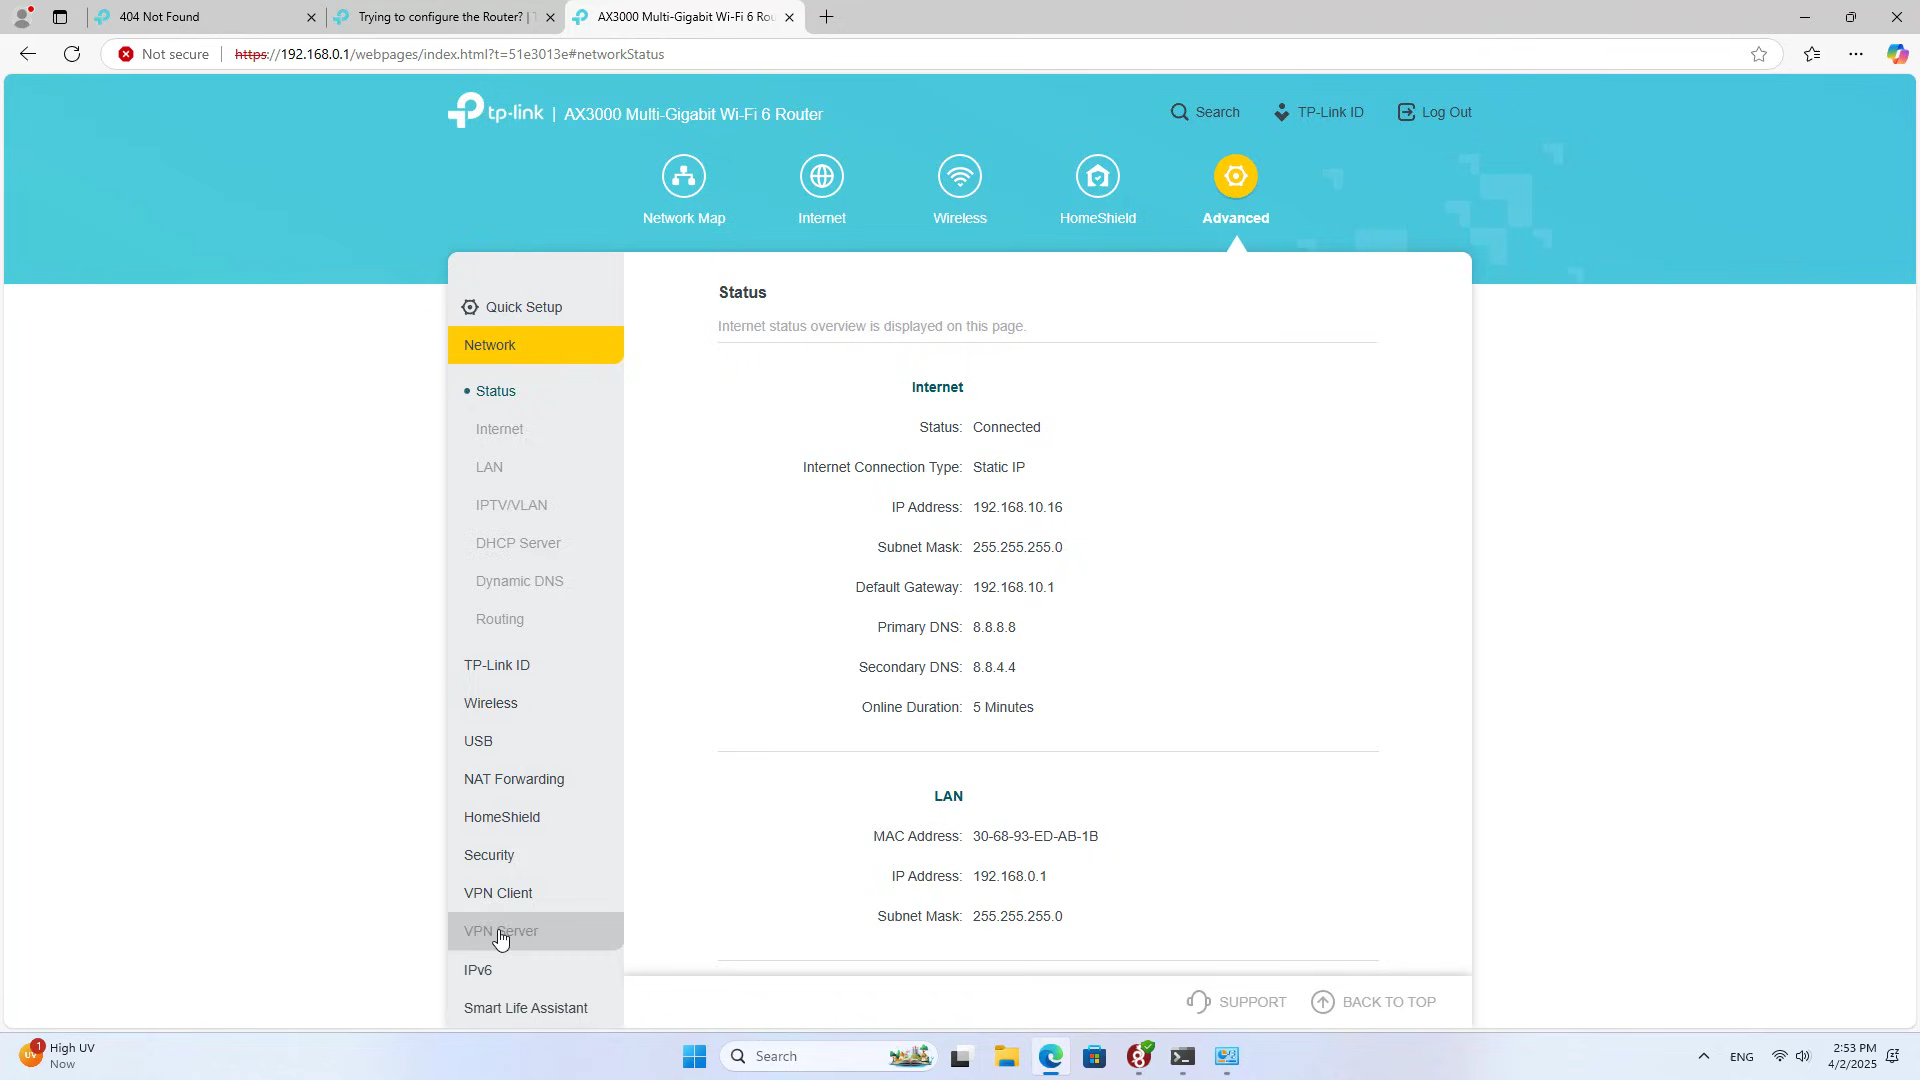 404 Not Found
Trying to configure the Router? | T
AX3000 Multi-Gigabit Wi-Fi 6 Rou
Not secure
https://192.168.0.1/webpages/index.html?t=51e3013e#networkStatus
tp-link | AX3000 Multi-Gigabit Wi-Fi 6 Router
Search
TP-Link ID
Log Out
Network Map
Internet
Wireless
HomeShield
Advanced
Quick Setup
Network
Status
Internet
LAN
IPTV/VLAN
DHCP Server
Dynamic DNS
Routing
TP-Link ID
Wireless
USB
NAT Forwarding
HomeShield
Security
VPN Client
VPN Server
IPv6
Smart Life Assistant
Status
Internet status overview is displayed on this page.
Internet
Status: Connected
Internet Connection Type: Static IP
IP Address: 192.168.10.16
Subnet Mask: 255.255.255.0
Default Gateway: 192.168.10.1
Primary DNS: 8.8.8.8
Secondary DNS: 8.8.4.4
Online Duration: 5 Minutes
LAN
MAC Address: 30-68-93-ED-AB-1B
IP Address: 192.168.0.1
Subnet Mask: 255.255.255.0
SUPPORT
BACK TO TOP
1
UV
High UV
Now
Search
8
ENG
2:53 PM
4/2/2025